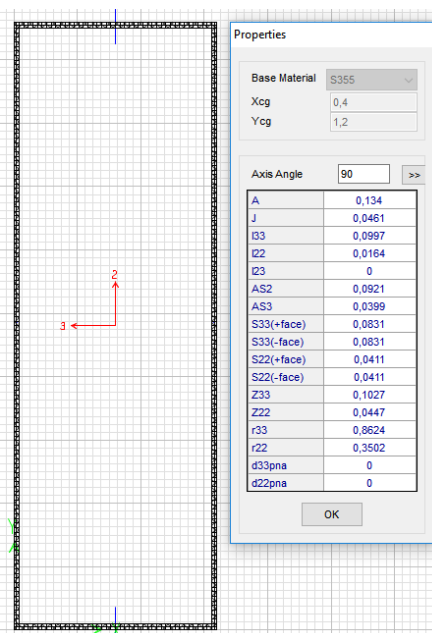 Properties
Base Material S355
Xcg 0,4
Ycg 1,2
Axis Angle 90 >>
A 0,134
J 0,0461
I33 0,0997
I22 0,0164
I23 0
AS2 0,0921
AS3 0,0399
S33(+face) 0,0831
S33(-face) 0,0831
S22(+face) 0,0411
S22(-face) 0,0411
Z33 0,1027
Z22 0,0447
r33 0,8624
r22 0,3502
d33pna 0
d22pna 0
OK
2
3